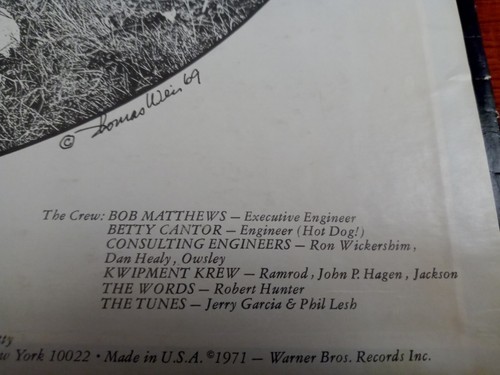 © Thomas Weir '69
The Crew: BOB MATTHEWS — Executive Engineer
BETTY CANTOR — Engineer (Hot Dog!)
CONSULTING ENGINEERS — Ron Wickershim,
Dan Healy, Owsley
KWIPMENT KREW — Ramrod, John P. Hagen, Jackson
THE WORDS — Robert Hunter
THE TUNES — Jerry Garcia & Phil Lesh
York 10022 • Made in U.S.A. ©1971 — Warner Bros. Records Inc.